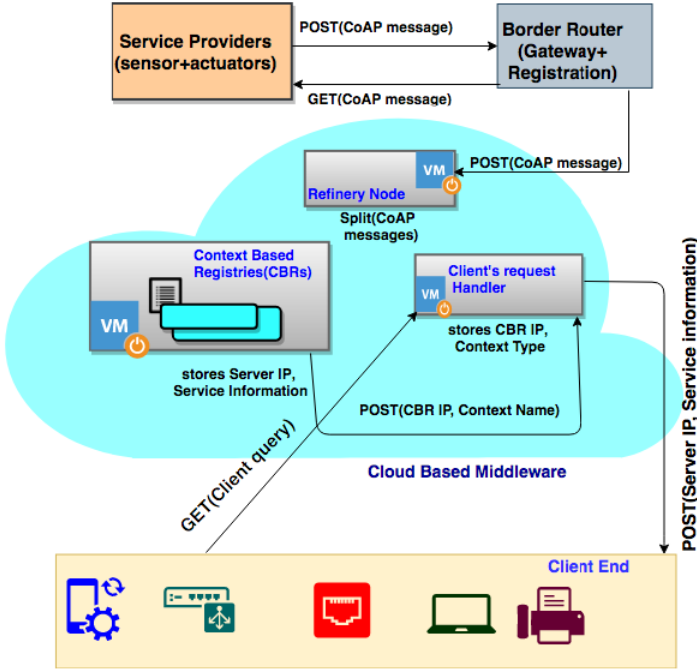 Service Providers
(sensor+actuators)
POST(CoAP message)
GET(CoAP message)
Border Router
(Gateway+
Registration)
POST(CoAP message)
VM
Refinery Node
Split(CoAP
messages)
Context Based
Registries(CBRs)
VM
stores Server IP,
Service Information
Client's request
Handler
VM
stores CBR IP,
Context Type
POST(CBR IP, Context Name)
GET(Client query)
POST(Server IP, Service information)
Cloud Based Middleware
Client End